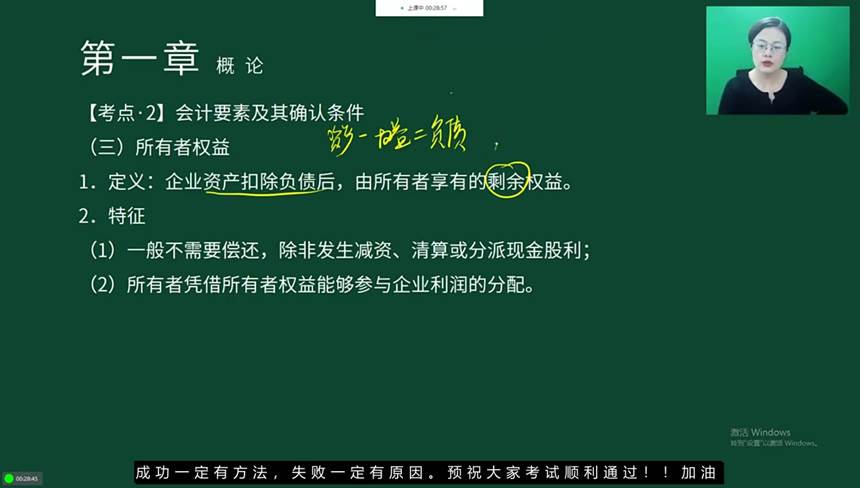 上课中 00:28:57
第一章 概 论
【考点·2】会计要素及其确认条件
（三）所有者权益
1．定义：企业资产扣除负债后，由所有者享有的剩余权益。
2．特征
（1）一般不需要偿还，除非发生减资、清算或分派现金股利；
（2）所有者凭借所有者权益能够参与企业利润的分配。
激活 Windows
转到"设置"以激活 Windows。
00:28:45
成功一定有方法，失败一定有原因。预祝大家考试顺利通过！！加油